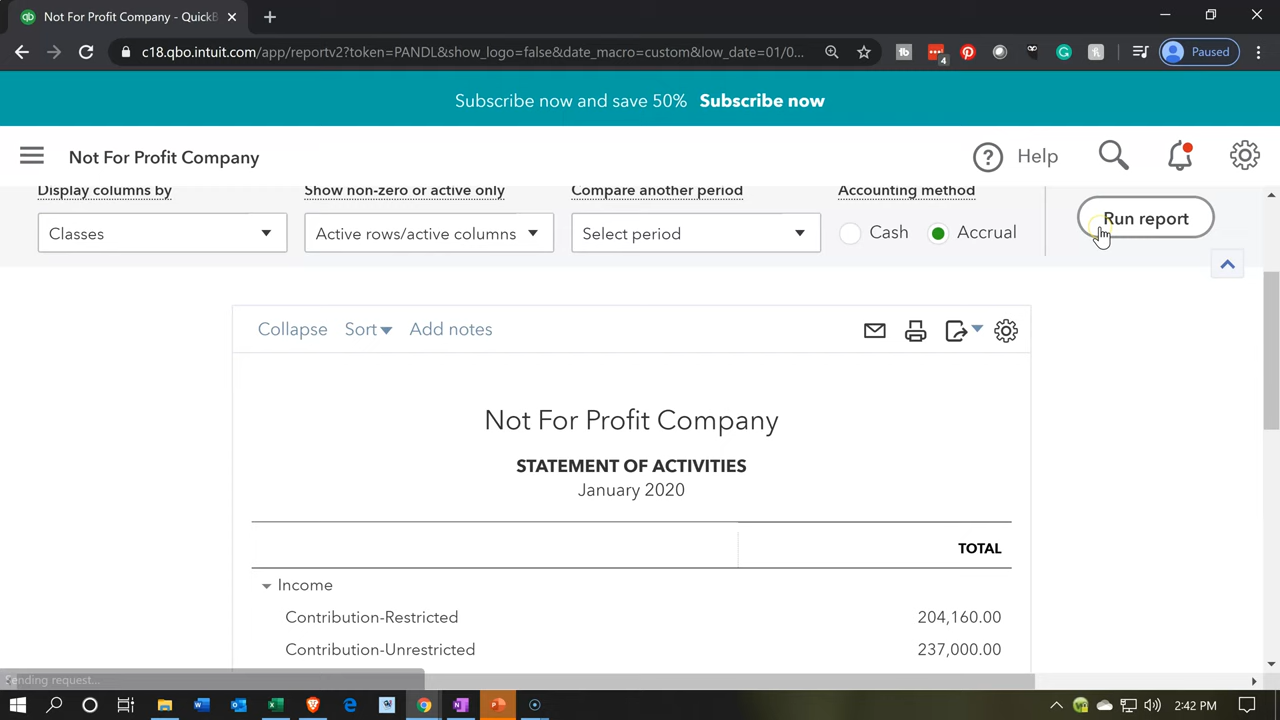 Not For Profit Company - QuickB
c18.qbo.intuit.com/app/reportv2?token=PANDL&show_logo=false&date_macro=custom&low_date=01/0...
4
Paused
Subscribe now and save 50% Subscribe now
Not For Profit Company
Help
Display columns by
Show non-zero or active only
Compare another period
Accounting method
Classes
Active rows/active columns
Select period
Cash
Accrual
Run report
Collapse
Sort
Add notes
Not For Profit Company
STATEMENT OF ACTIVITIES
January 2020
TOTAL
Income
Contribution-Restricted 204,160.00
Contribution-Unrestricted 237,000.00
Sending request...
2:42 PM